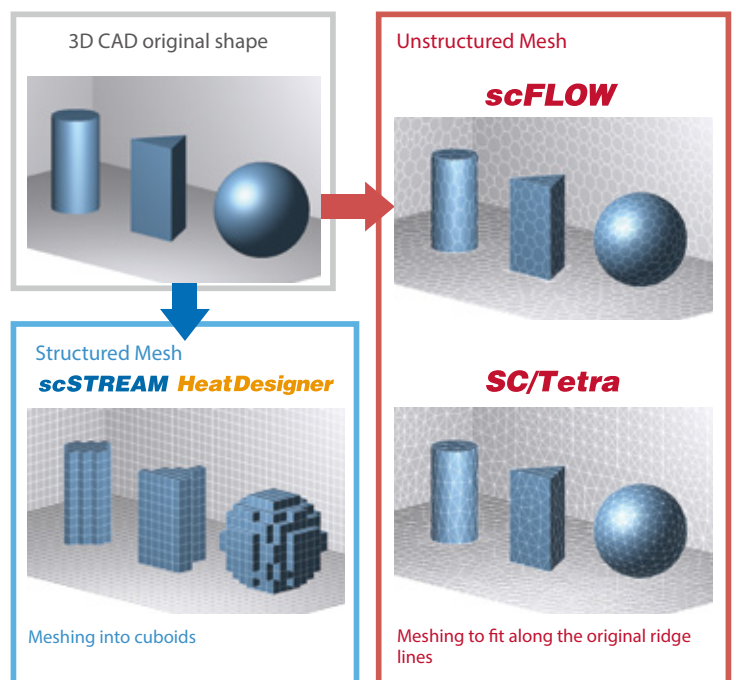 3D CAD original shape
Unstructured Mesh
scFLOW
Structured Mesh
scSTREAM HeatDesigner
SC/Tetra
Meshing into cuboids
Meshing to fit along the original ridge
lines